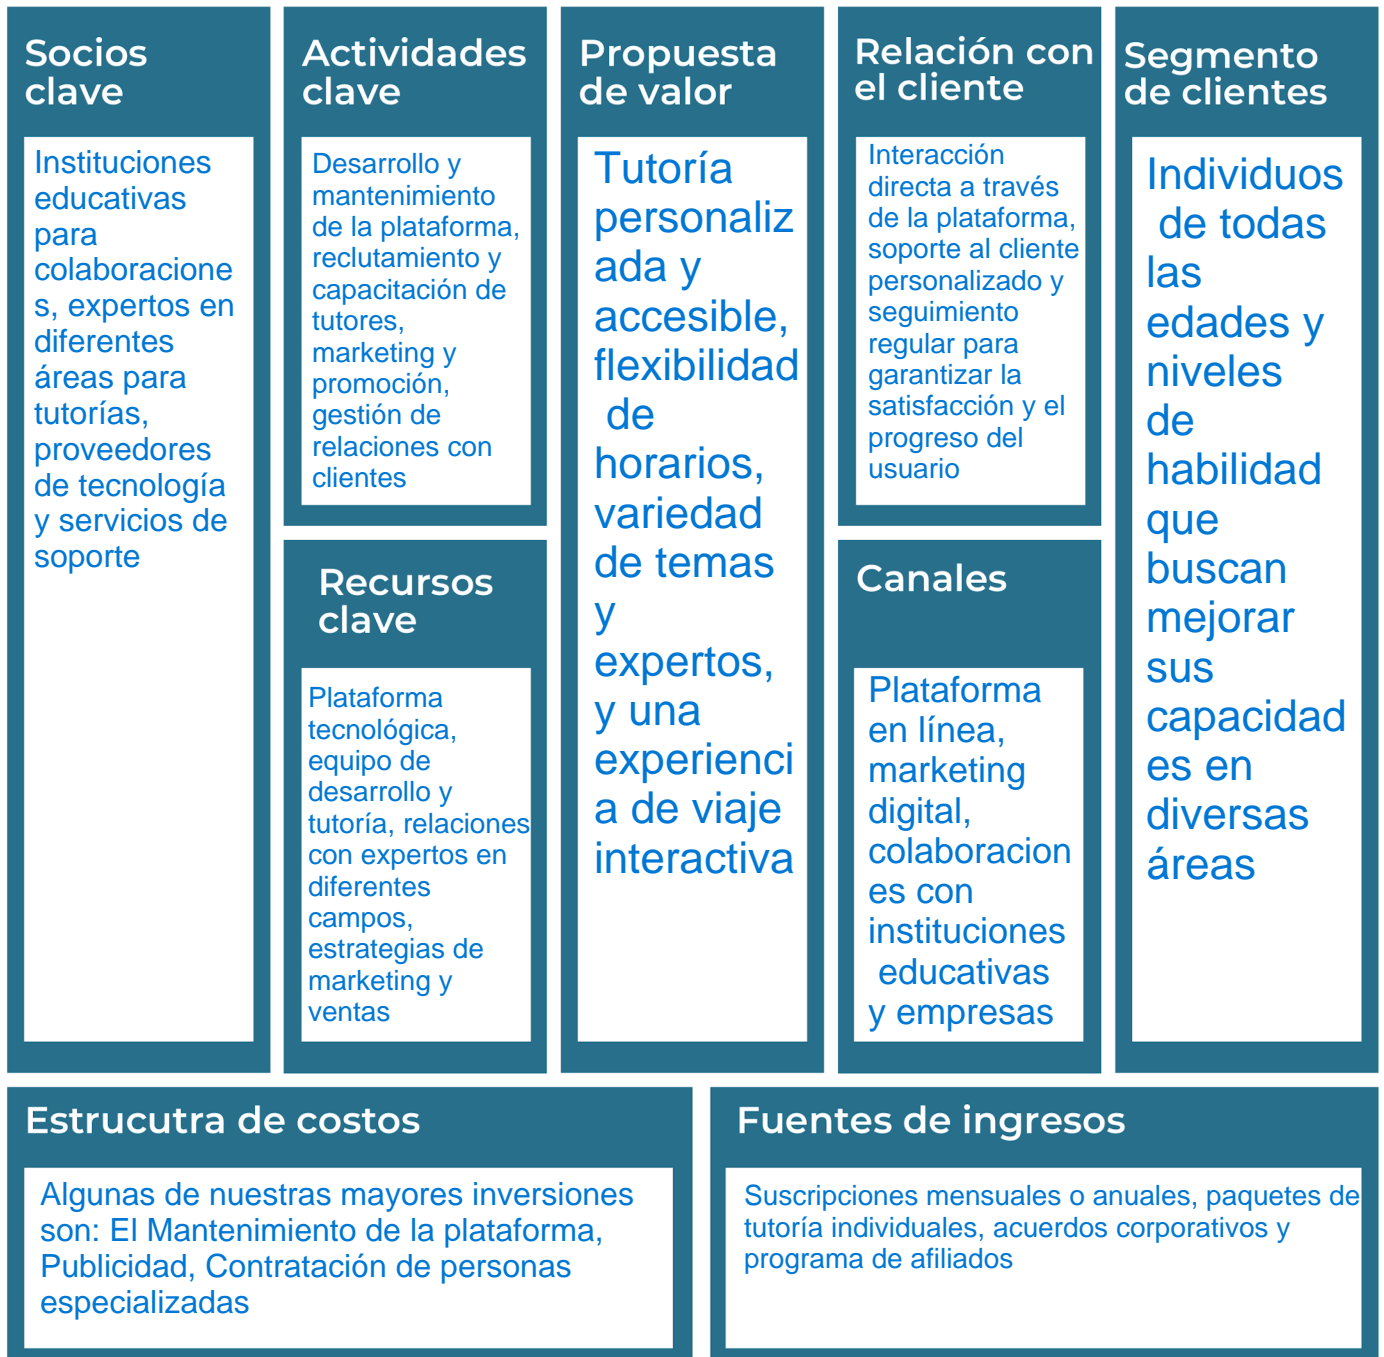 Socios
clave
Instituciones
educativas
para
colaboracione
s, expertos en
diferentes
áreas para
tutorías,
proveedores
de tecnología
y servicios de
soporte
Actividades
clave
Desarrollo y
mantenimiento
de la plataforma,
reclutamiento y
capacitación de
tutores,
marketing y
promoción,
gestión de
relaciones con
clientes
Recursos
clave
Plataforma
tecnológica,
equipo de
desarrollo y
tutoría, relaciones
con expertos en
diferentes
campos,
estrategias de
marketing y
ventas
Propuesta
de valor
Tutoría
personaliz
ada y
accesible,
flexibilidad
de
horarios,
variedad
de temas
y
expertos,
y una
experienci
a de viaje
interactiva
Relación con
el cliente
Interacción
directa a través
de la plataforma,
soporte al cliente
personalizado y
seguimiento
regular para
garantizar la
satisfacción y el
progreso del
usuario
Canales
Plataforma
en línea,
marketing
digital,
colaboracion
es con
instituciones
educativas
y empresas
Segmento
de clientes
Individuos
de todas
las
edades y
niveles
de
habilidad
que
buscan
mejorar
sus
capacidad
es en
diversas
áreas
Estrucutra de costos
Algunas de nuestras mayores inversiones
son: El Mantenimiento de la plataforma,
Publicidad, Contratación de personas
especializadas
Fuentes de ingresos
Suscripciones mensuales o anuales, paquetes de
tutoría individuales, acuerdos corporativos y
programa de afiliados